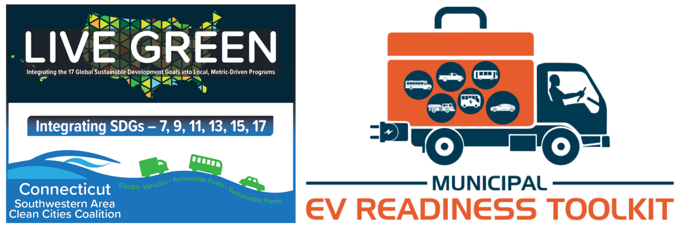 LIVE GREEN
Integrating the 17 Global Sustainable Development Goals into Local, Metric-Driven Programs
Integrating SDGs – 7, 9, 11, 13, 15, 17
Electric Vehicles • Renewable Fuels • Sustainable Fleets
Connecticut
Southwestern Area
Clean Cities Coalition
MUNICIPAL
EV READINESS TOOLKIT